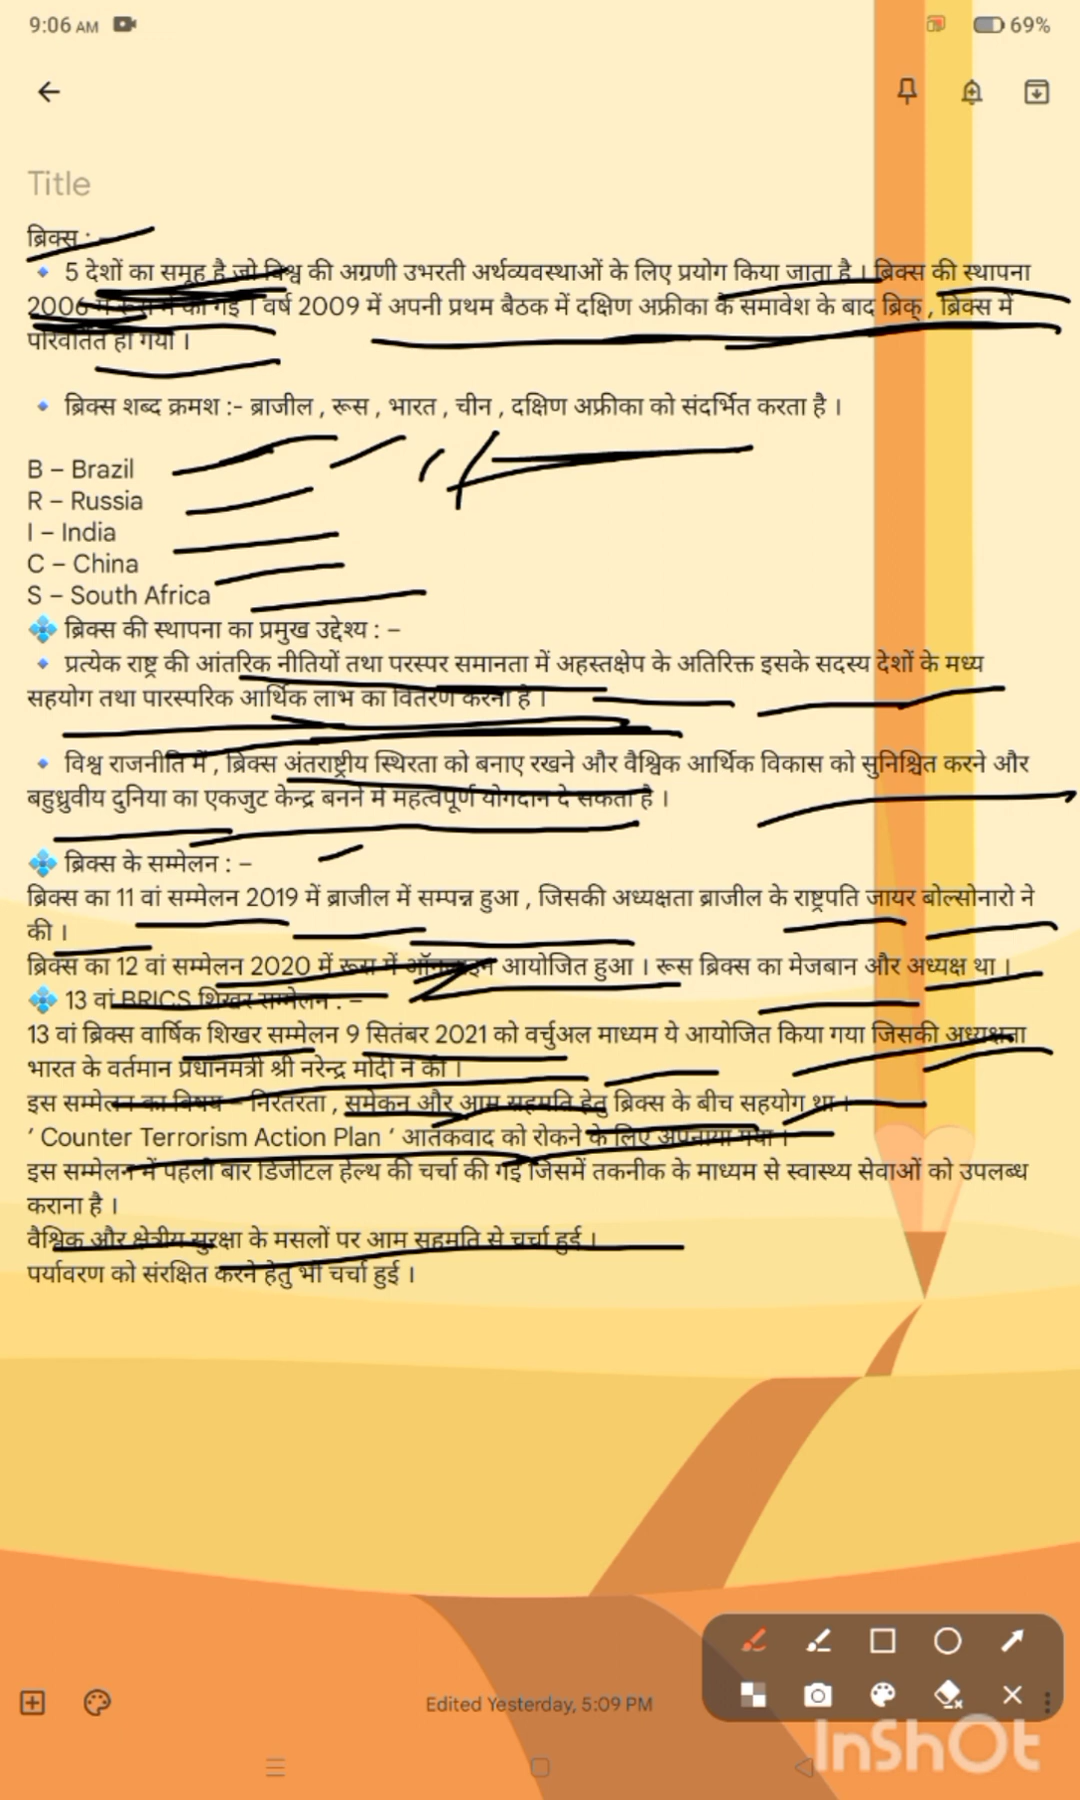 9:06 AM
69%
Title
ब्रिक्स : –
🔹 5 देशों का समूह है जो विश्व की अग्रणी उभरती अर्थव्यवस्थाओं के लिए प्रयोग किया जाता है । ब्रिक्स की स्थापना
2006 में रूस में की गई । वर्ष 2009 में अपनी प्रथम बैठक में दक्षिण अफ्रीका के समावेश के बाद ब्रिक् , ब्रिक्स में
परिवर्तित हो गया ।
🔹 ब्रिक्स शब्द क्रमश :- ब्राजील , रूस , भारत , चीन , दक्षिण अफ्रीका को संदर्भित करता है ।
B – Brazil
R – Russia
I – India
C – China
S – South Africa
💠 ब्रिक्स की स्थापना का प्रमुख उद्देश्य : –
🔹 प्रत्येक राष्ट्र की आंतरिक नीतियों तथा परस्पर समानता में अहस्तक्षेप के अतिरिक्त इसके सदस्य देशों के मध्य
सहयोग तथा पारस्परिक आर्थिक लाभ का वितरण करना है ।
🔹 विश्व राजनीति में , ब्रिक्स अंतराष्ट्रीय स्थिरता को बनाए रखने और वैश्विक आर्थिक विकास को सुनिश्चित करने और
बहुध्रुवीय दुनिया का एकजुट केन्द्र बनने में महत्वपूर्ण योगदान दे सकता है ।
💠 ब्रिक्स के सम्मेलन : –
ब्रिक्स का 11 वां सम्मेलन 2019 में ब्राजील में सम्पन्न हुआ , जिसकी अध्यक्षता ब्राजील के राष्ट्रपति जायर बोल्सोनारो ने
की ।
ब्रिक्स का 12 वां सम्मेलन 2020 में रूस में ऑनलाइन आयोजित हुआ । रूस ब्रिक्स का मेजबान और अध्यक्ष था ।
💠 13 वां BRICS शिखर सम्मेलन : –
13 वां ब्रिक्स वार्षिक शिखर सम्मेलन 9 सितंबर 2021 को वर्चुअल माध्यम ये आयोजित किया गया जिसकी अध्यक्षता
भारत के वर्तमान प्रधानमंत्री श्री नरेन्द्र मोदी ने की ।
इस सम्मेलन का विषय – निरंतरता , समेकन और आम सहमति हेतु ब्रिक्स के बीच सहयोग था ।
‘ Counter Terrorism Action Plan ‘ आतंकवाद को रोकने के लिए अपनाया गया ।
इस सम्मेलन में पहली बार डिजीटल हेल्थ की चर्चा की गई जिसमें तकनीक के माध्यम से स्वास्थ्य सेवाओं को उपलब्ध
कराना है ।
वैश्विक और क्षेत्रीय सुरक्षा के मसलों पर आम सहमति से चर्चा हुई ।
पर्यावरण को संरक्षित करने हेतु भी चर्चा हुई ।
Edited Yesterday, 5:09 PM
InShOt